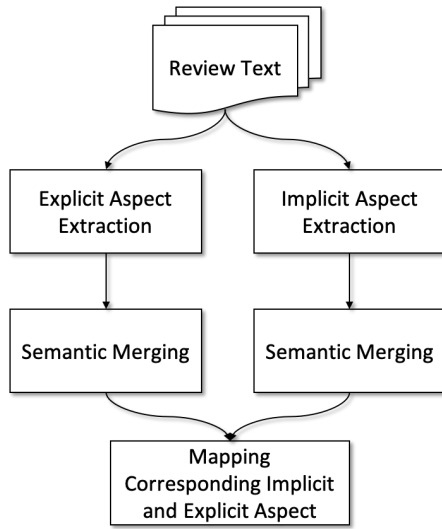 Review Text
Explicit Aspect
Extraction
Implicit Aspect
Extraction
Semantic Merging
Semantic Merging
Mapping
Corresponding Implicit
and Explicit Aspect